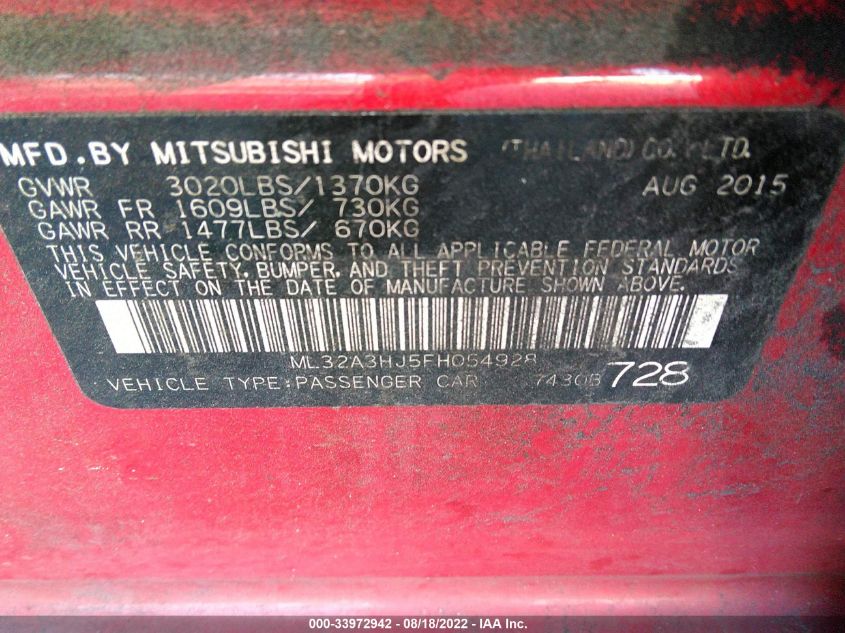 MFD.BY MITSUBISHI MOTORS (THAILAND) CO., LTD.
GVWR 3020LBS/1370KG AUG 2015
GAWR FR 1609LBS/ 730KG
GAWR RR 1477LBS/ 670KG
THIS VEHICLE CONFORMS TO ALL APPLICABLE FEDERAL MOTOR
VEHICLE SAFETY, BUMPER, AND THEFT PREVENTION STANDARDS
IN EFFECT ON THE DATE OF MANUFACTURE SHOWN ABOVE.
ML32A3HJ5FH054928
VEHICLE TYPE:PASSENGER CAR 7430B 728
000-33972942 - 08/18/2022 - IAA Inc.